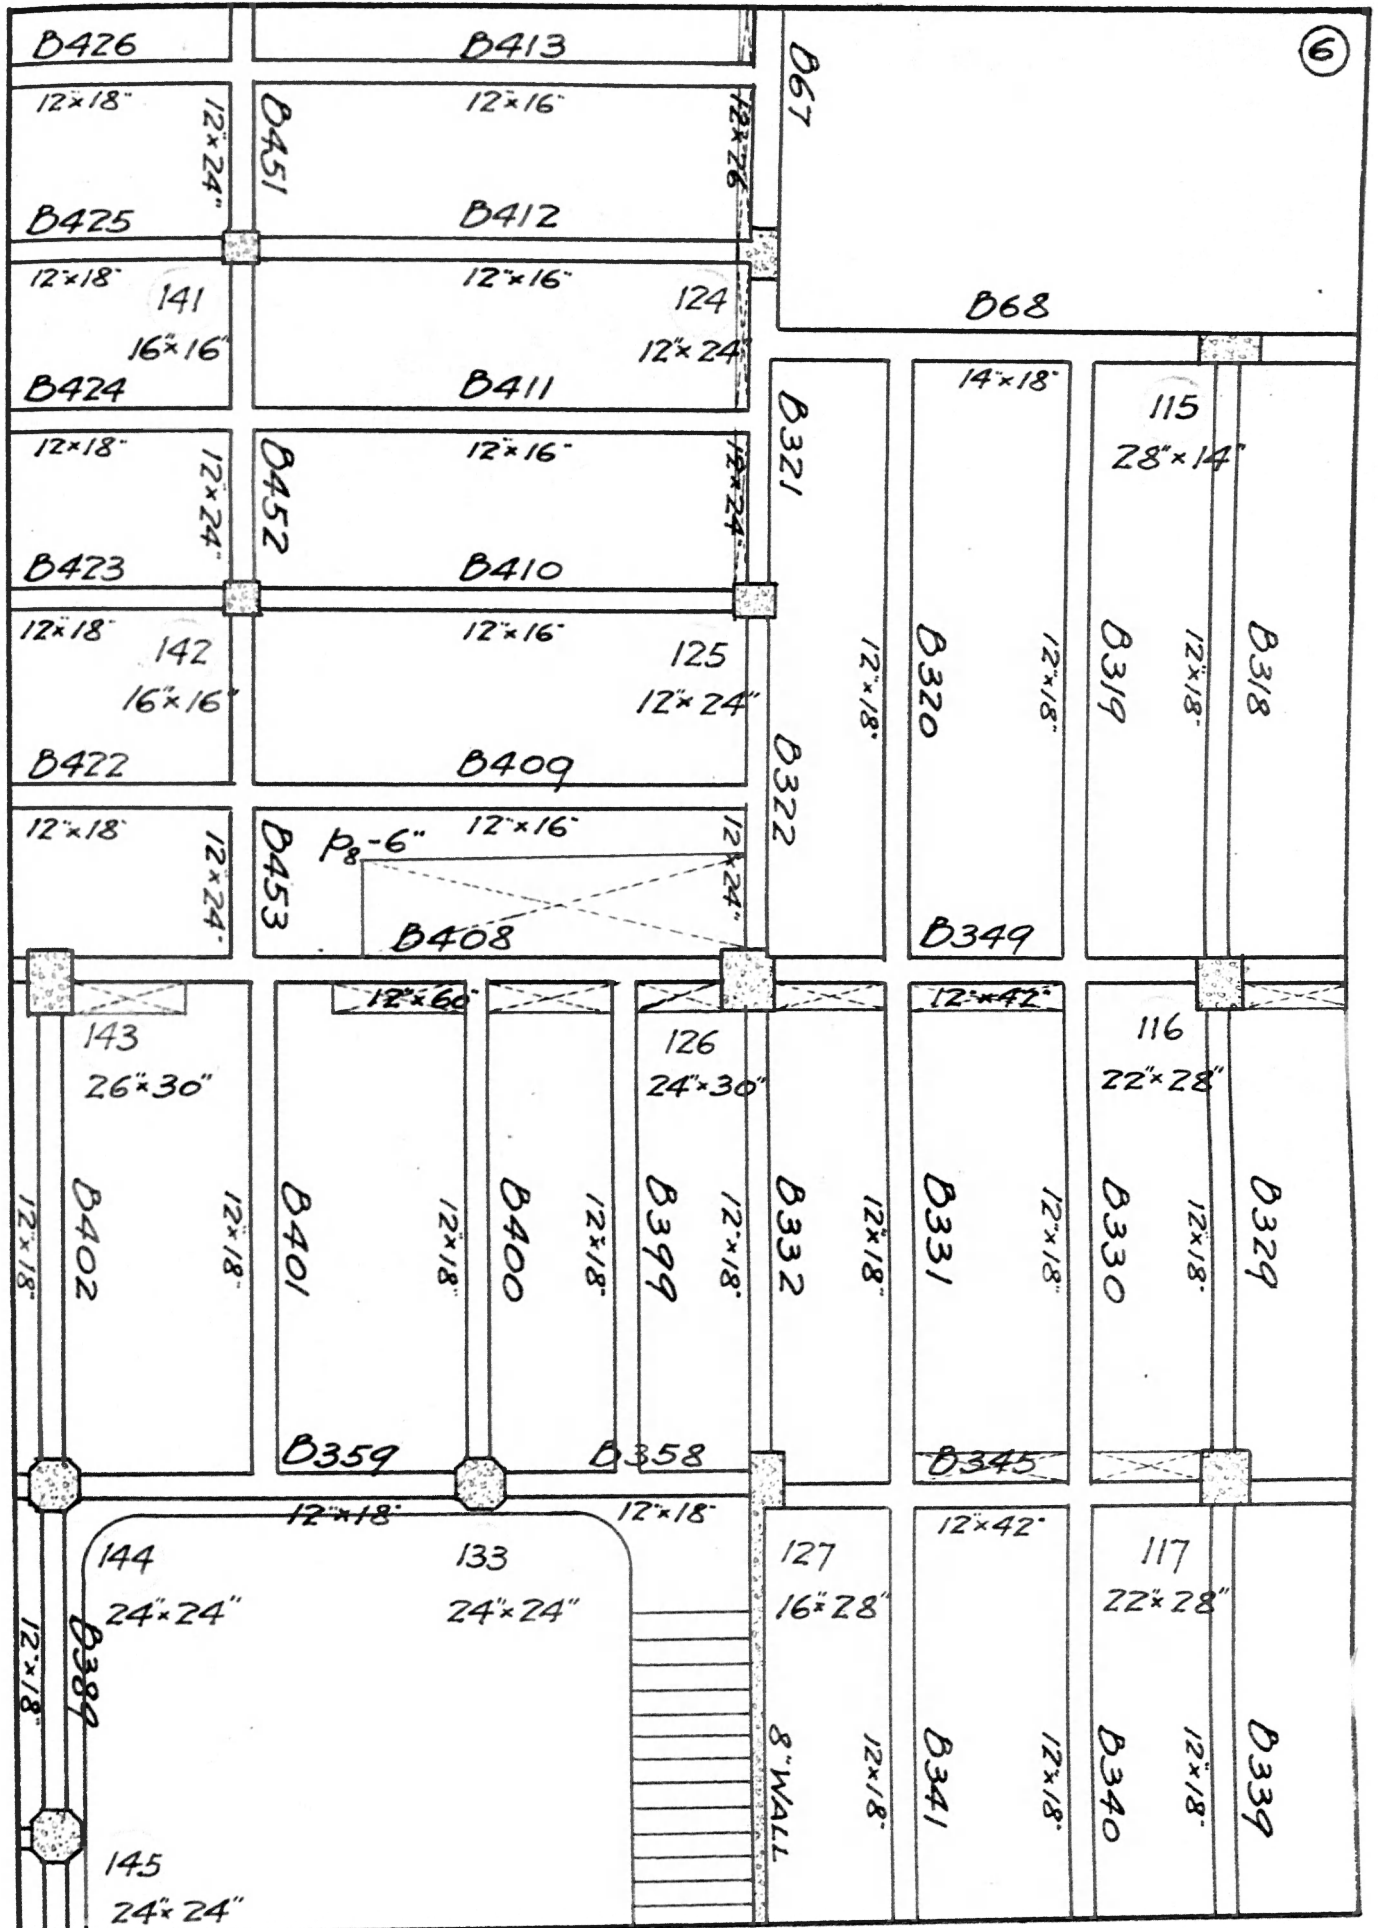 B426
B413
6
B67
12"×18"
12"×16"
12"×24"
B451
12"×26
B425
B412
12"×18"
12"×16"
141
124
B68
16"×16"
12"×24"
B424
B411
14"×18"
115
28"×14"
12×18"
12"×16"
12"×24"
B452
12"×24"
B321
B423
B410
12"×18"
12"×16"
142
125
16"×16"
12"×24"
12"×18"
B320
12"×18"
B319
12"×18"
B318
B422
B409
B322
12"×18"
12"×16"
P8-6"
12"×24"
B453
12"×24"
B408
B349
12"×60"
12"×42"
143
126
116
26"×30"
24"×30"
22"×28"
12"×18"
B402
12"×18"
B401
12"×18"
B400
12"×18"
B399
12"×18"
B332
12"×18"
B331
12"×18"
B330
12"×18"
B329
B359
B358
B345
12"×18"
12"×18"
12"×42"
144
133
127
117
24"×24"
24"×24"
16"×28"
22"×28"
12"×18"
B389
8"WALL
12×18"
B341
12"×18"
B340
12"×18"
B339
145
24"×24"